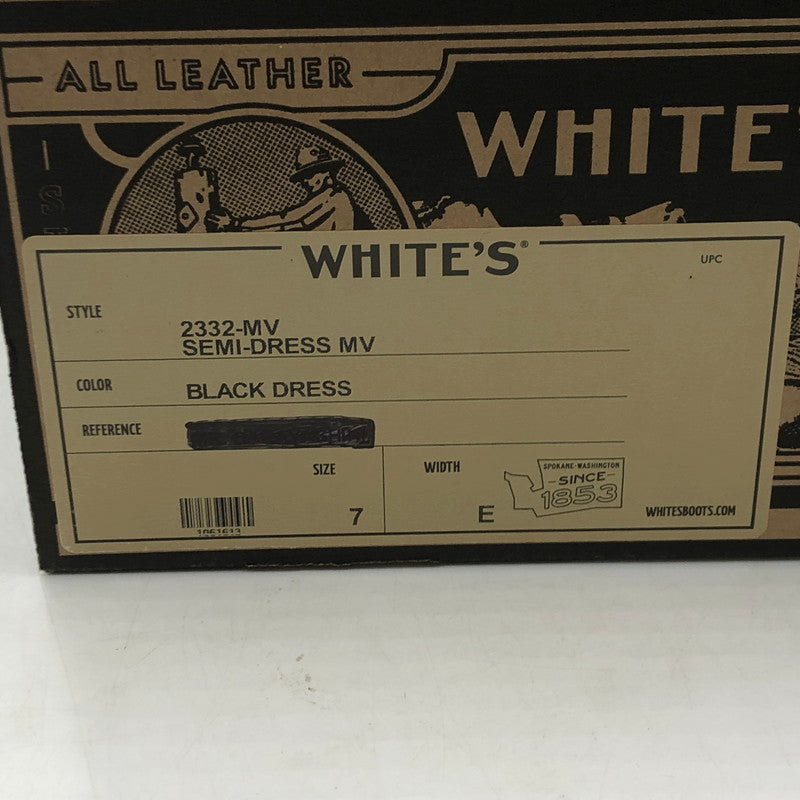 ALL LEATHER
WHITE'
WHITE'S®
UPC
STYLE
2332-MV
SEMI-DRESS MV
COLOR
BLACK DRESS
REFERENCE
SIZE
7
WIDTH
E
1061613
SPOKANE-WASHINGTON
SINCE
1853
WHITESBOOTS.COM